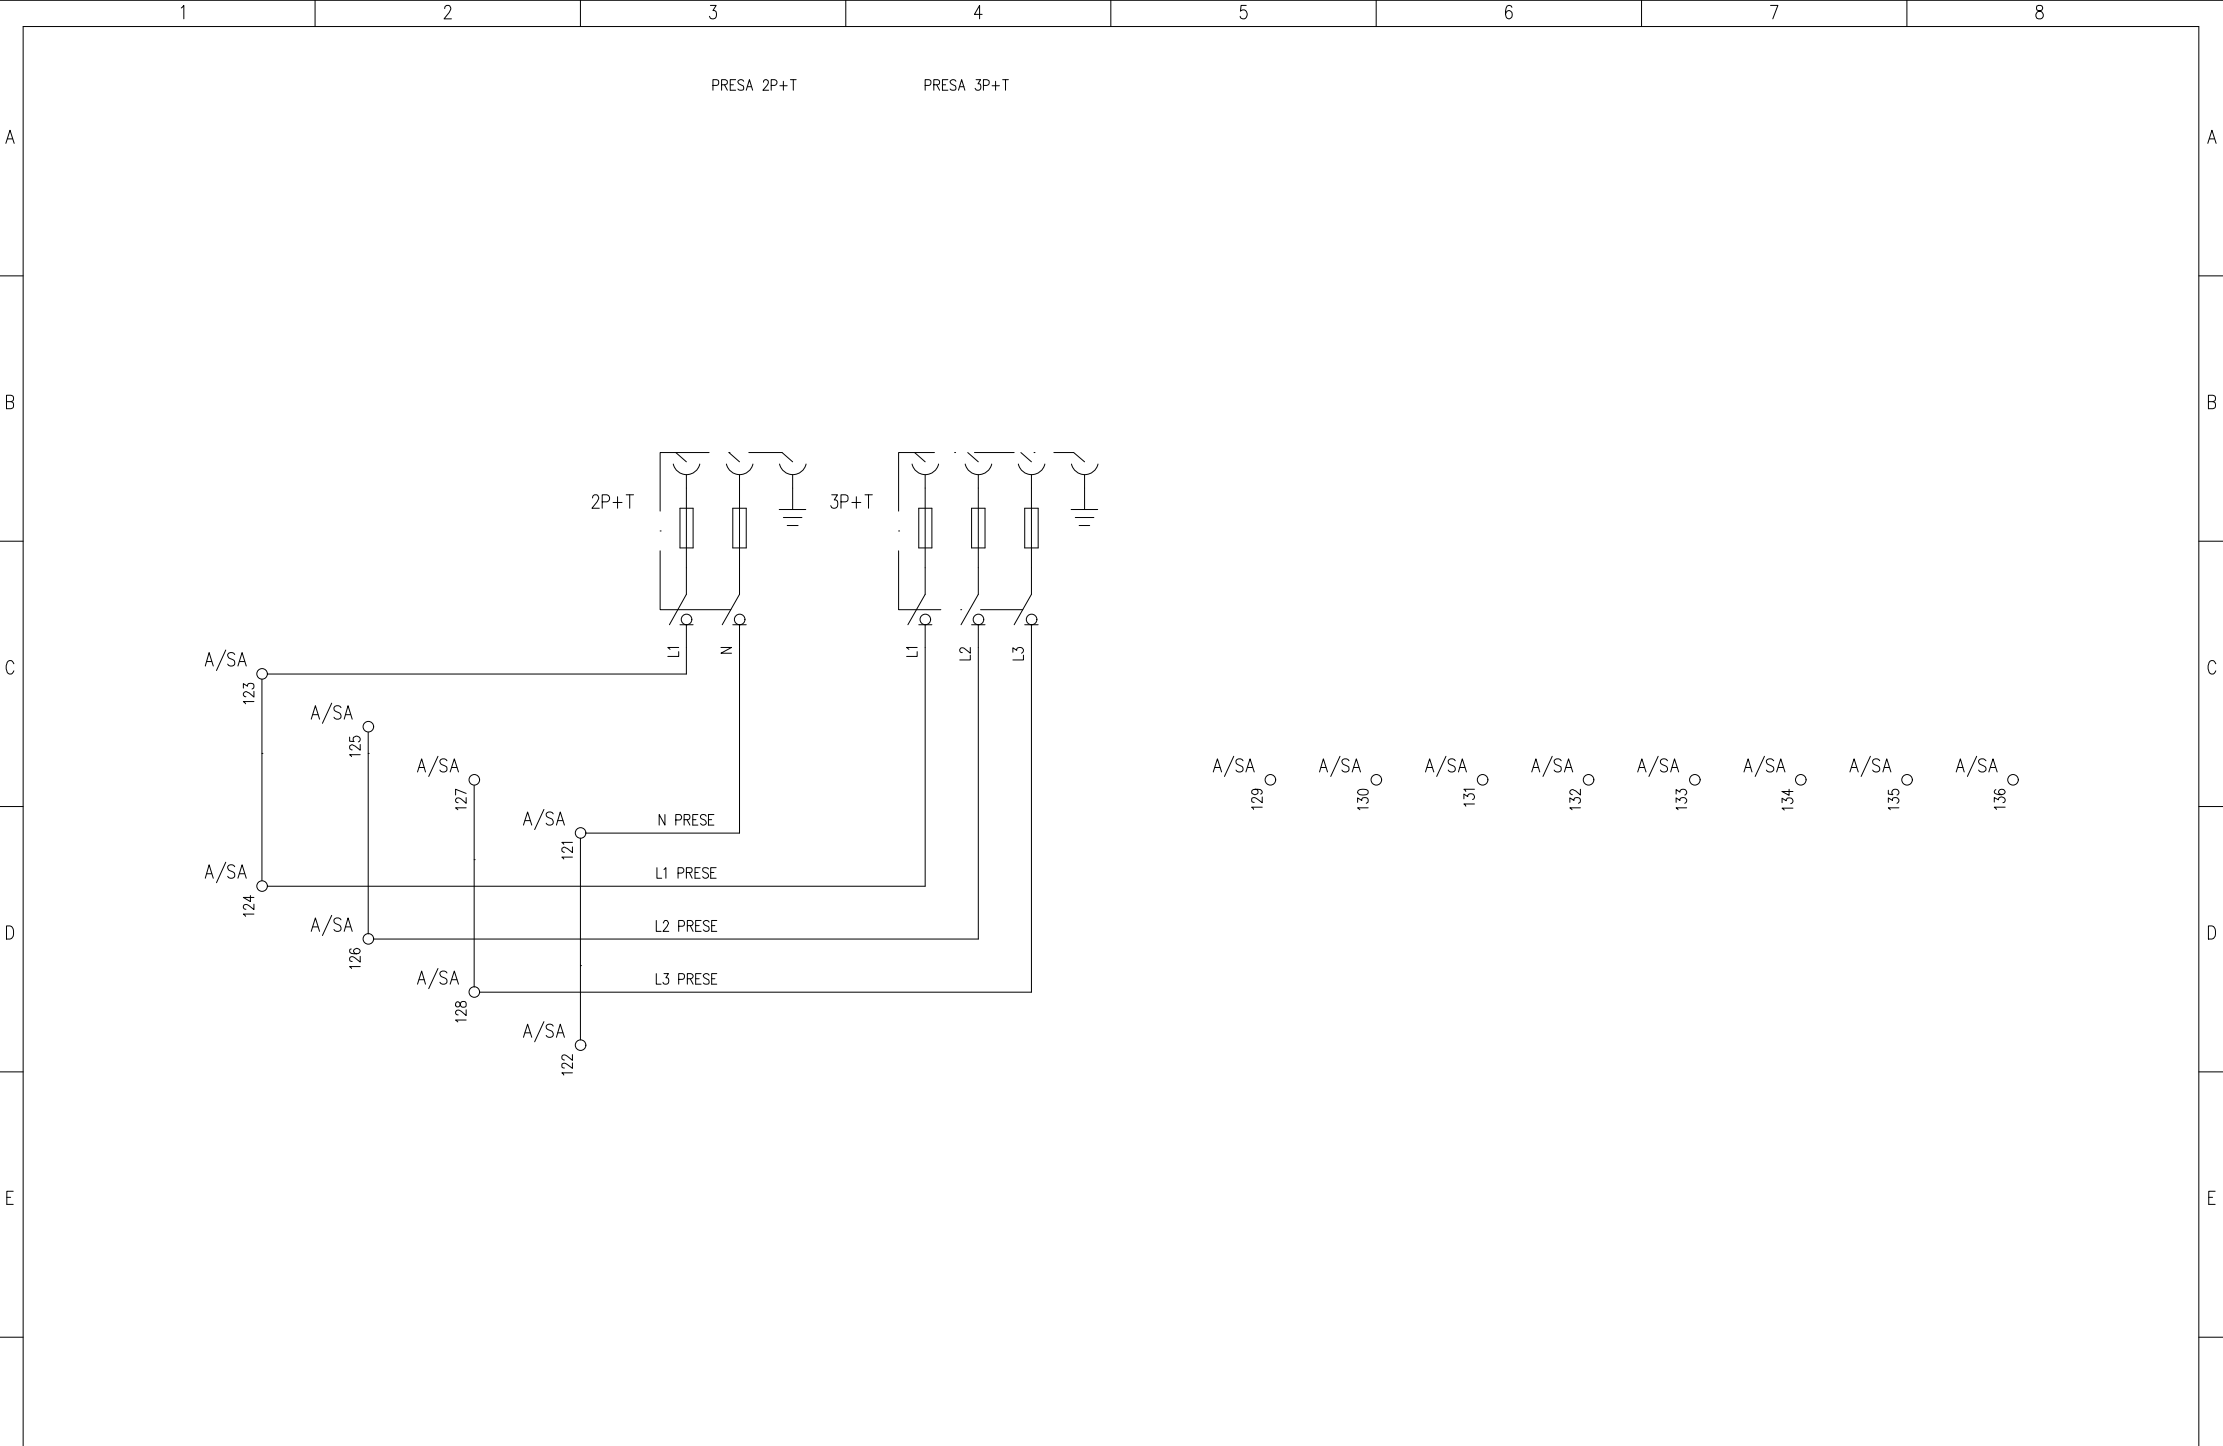 1 2 3 4 5 6 7 8
PRESA 2P+T PRESA 3P+T
A A
B B
2P+T 3P+T
L1 N L1 L2 L3
A/SA
C C
123
A/SA
125
A/SA A/SA A/SA A/SA A/SA A/SA A/SA A/SA A/SA
127 129 130 131 132 133 134 135 136
A/SA N PRESE
121
A/SA L1 PRESE
124
A/SA L2 PRESE
D D
126
A/SA L3 PRESE
128
A/SA
122
E E